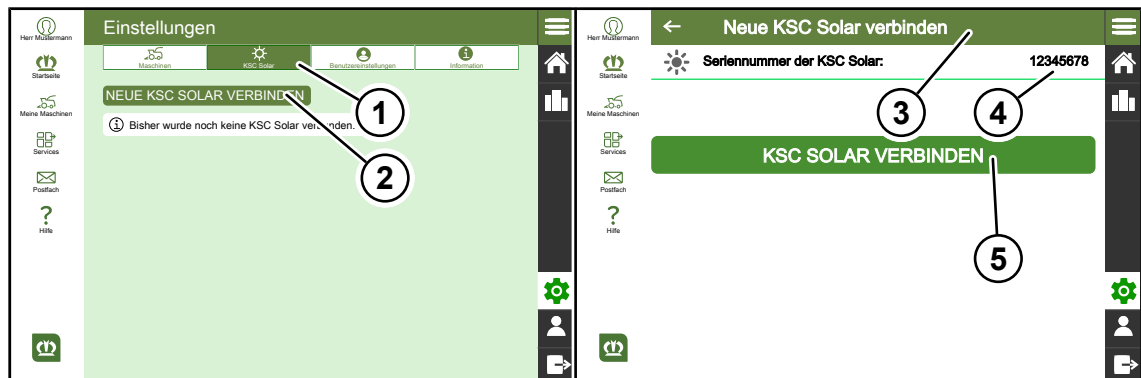 Herr Mustermann
Startseite
Meine Maschinen
Services
Postfach
Hilfe
Einstellungen
Maschinen
KSC Solar
Benutzereinstellungen
Information
NEUE KSC SOLAR VERBINDEN
Bisher wurde noch keine KSC Solar verbunden.
1
2
Herr Mustermann
Startseite
Meine Maschinen
Services
Postfach
Hilfe
Neue KSC Solar verbinden
Seriennummer der KSC Solar: 12345678
KSC SOLAR VERBINDEN
3
4
5